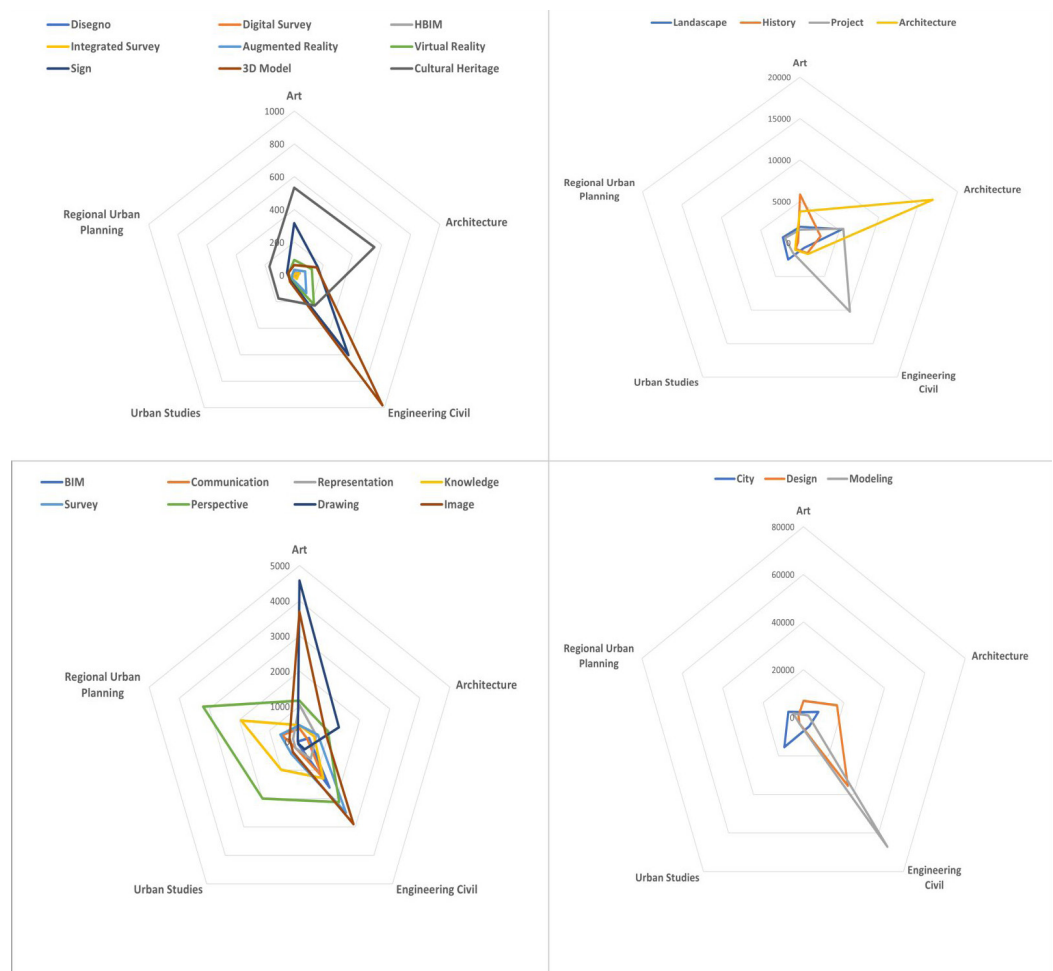 Disegno Digital Survey HBIM
Integrated Survey Augmented Reality Virtual Reality
Sign 3D Model Cultural Heritage
Art
1000
800
600
400
200
0
Architecture
Engineering Civil
Urban Studies
Regional Urban
Planning
Landascape History Project Architecture
Art
20000
15000
10000
5000
0
Architecture
Engineering
Civil
Urban Studies
Regional Urban
Planning
BIM Communication Representation Knowledge
Survey Perspective Drawing Image
Art
5000
4000
3000
2000
1000
Architecture
Engineering Civil
Urban Studies
Regional Urban
Planning
City Design Modeling
Art
80000
60000
40000
20000
0
Architecture
Engineering
Civil
Urban Studies
Regional Urban
Planning